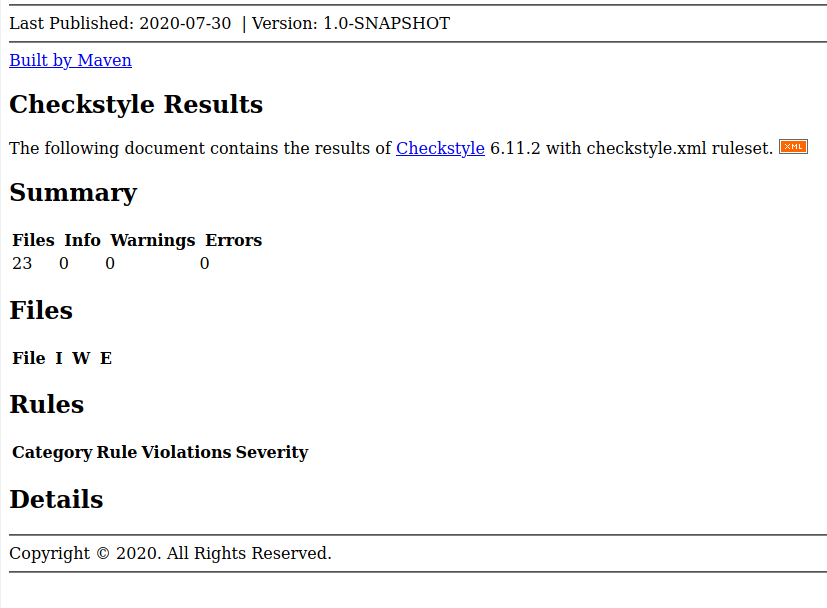 Last Published: 2020-07-30 | Version: 1.0-SNAPSHOT
Built by Maven
Checkstyle Results
The following document contains the results of Checkstyle 6.11.2 with checkstyle.xml ruleset. XML
Summary
Files Info Warnings Errors
23 0 0 0
Files
File I W E
Rules
Category Rule Violations Severity
Details
Copyright © 2020. All Rights Reserved.